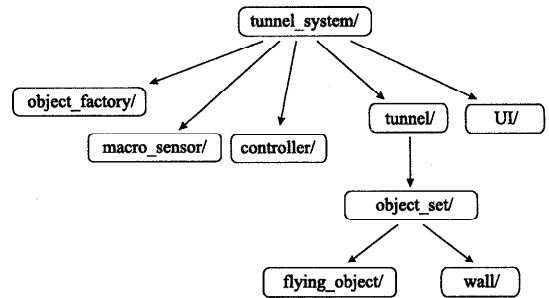 tunnel_system/
object_factory/
macro_sensor/
controller/
tunnel/
UI/
object_set/
flying_object/
wall/